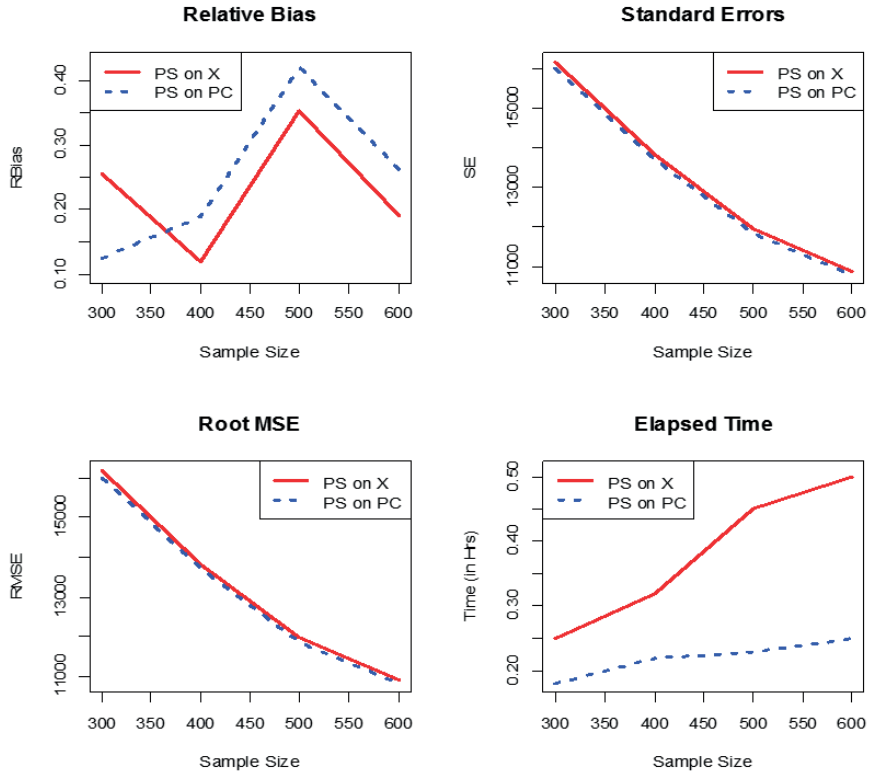 Relative Bias
PS on X
PS on PC
0.40
0.30
0.20
0.10
RBias
300 350 400 450 500 550 600
Sample Size
Standard Errors
PS on X
PS on PC
15000
13000
11000
SE
300 350 400 450 500 550 600
Sample Size
Root MSE
PS on X
PS on PC
15000
13000
11000
RMSE
300 350 400 450 500 550 600
Sample Size
Elapsed Time
PS on X
PS on PC
0.50
0.40
0.30
0.20
Time (in Hrs)
300 350 400 450 500 550 600
Sample Size